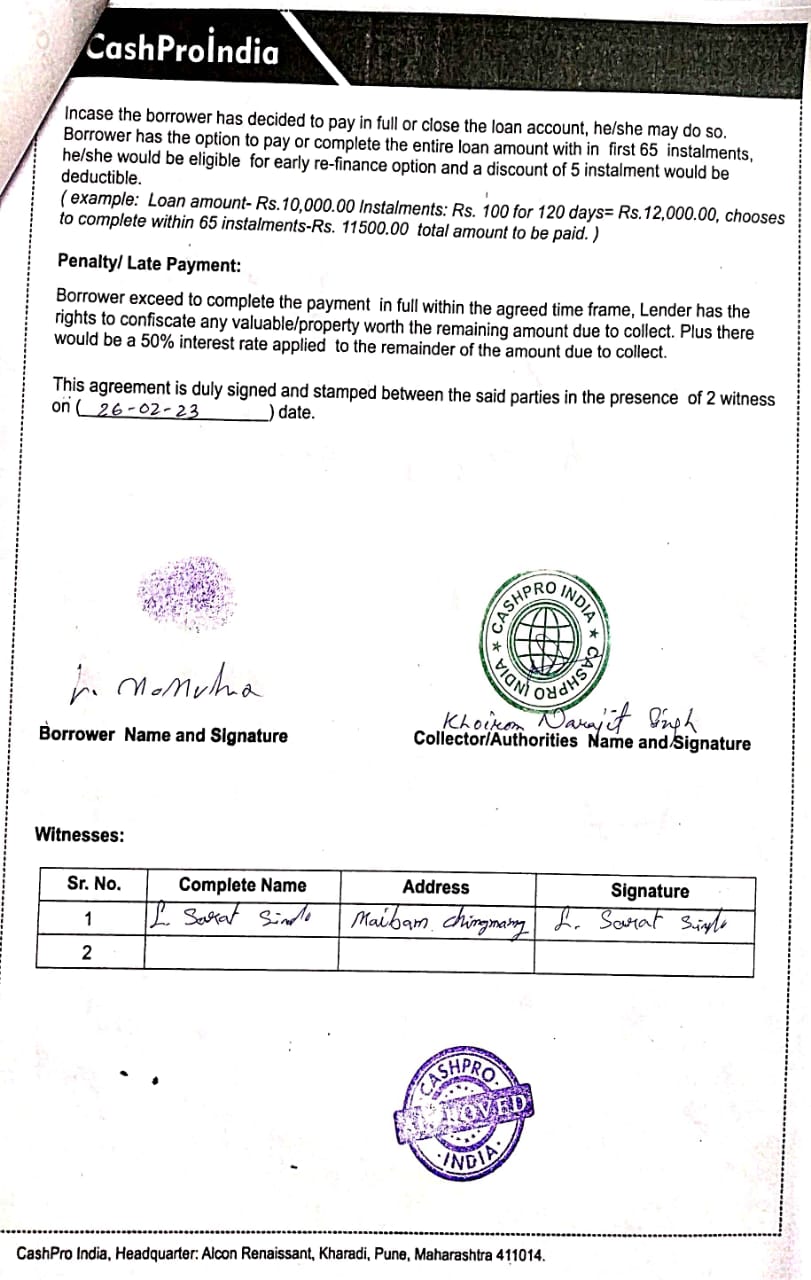 CashProIndia
Incase the borrower has decided to pay in full or close the loan account, he/she may do so.
Borrower has the option to pay or complete the entire loan amount with in first 65 instalments,
he/she would be eligible for early re-finance option and a discount of 5 instalment would be
deductible.
( example: Loan amount- Rs.10,000.00 Instalments: Rs. 100 for 120 days= Rs.12,000.00, chooses
to complete within 65 instalments-Rs. 11500.00 total amount to be paid. )
Penalty/ Late Payment:
Borrower exceed to complete the payment in full within the agreed time frame, Lender has the
rights to confiscate any valuable/property worth the remaining amount due to collect. Plus there
would be a 50% interest rate applied to the remainder of the amount due to collect.
This agreement is duly signed and stamped between the said parties in the presence of 2 witness
on ( 26-02-23 ) date.
★ CASHPRO INDIA ★ CASHPRO INDIA
Khoirom Narajit Singh
Borrower Name and Signature
Collector/Authorities Name and Signature
Witnesses:
Sr. No. Complete Name Address Signature
1 L. Sarat Singh Maibam Chingmang L. Sarat Singh
2
CASHPRO
APPROVED
INDIA
CashPro India, Headquarter: Alcon Renaissant, Kharadi, Pune, Maharashtra 411014.